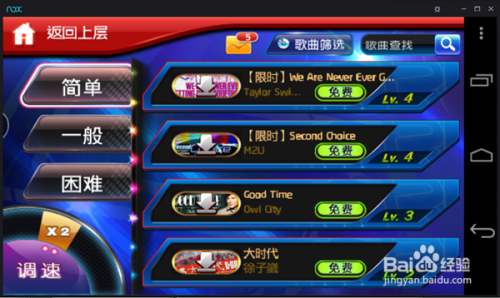 nox
返回上层
5
歌曲筛选
歌曲查找
简单
一般
困难
X2
调速
【限时】We Are Never Ever G...
Taylor Swi...
免费
Lv. 4
【限时】Second Choice
M2U
免费
Lv. 4
Good Time
Owl City
免费
Lv. 3
大时代
徐子崴
免费
Lv.
Baidu经验
jingyan.baidu.com